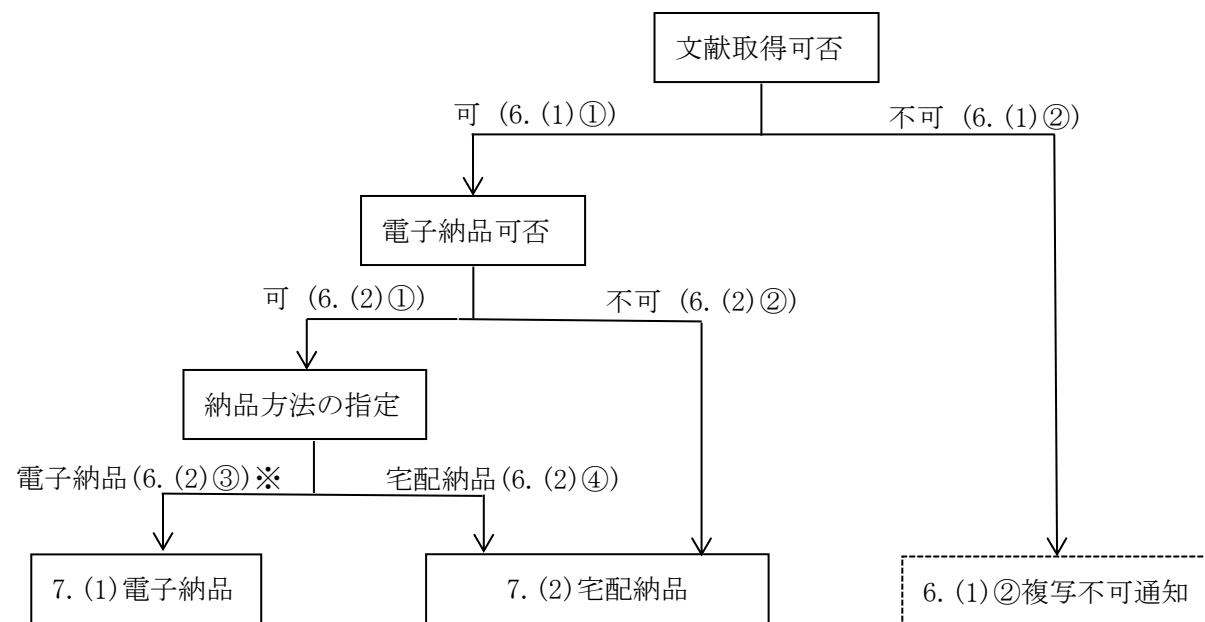 文献取得可否
可 (6. (1)①)
不可 (6. (1)②)
電子納品可否
可 (6. (2)①)
不可 (6. (2)②)
納品方法の指定
電子納品(6. (2)③)※
宅配納品(6. (2)④)
7. (1)電子納品
7. (2)宅配納品
6. (1)②複写不可通知